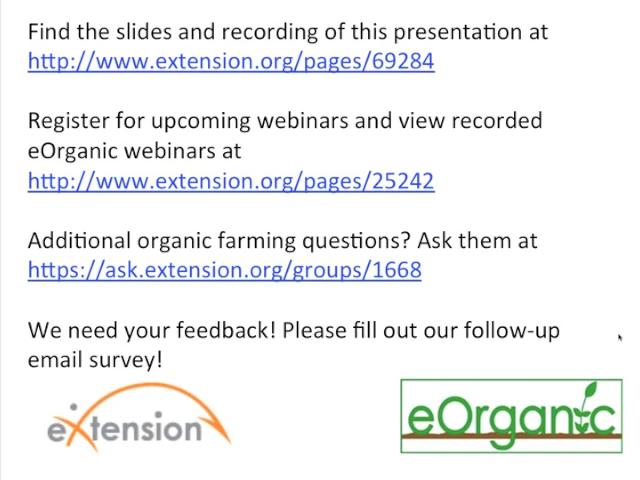 Find the slides and recording of this presentation at
http://www.extension.org/pages/69284
Register for upcoming webinars and view recorded
eOrganic webinars at
http://www.extension.org/pages/25242
Additional organic farming questions? Ask them at
https://ask.extension.org/groups/1668
We need your feedback! Please fill out our follow-up
email survey!
eXtension
eOrganic